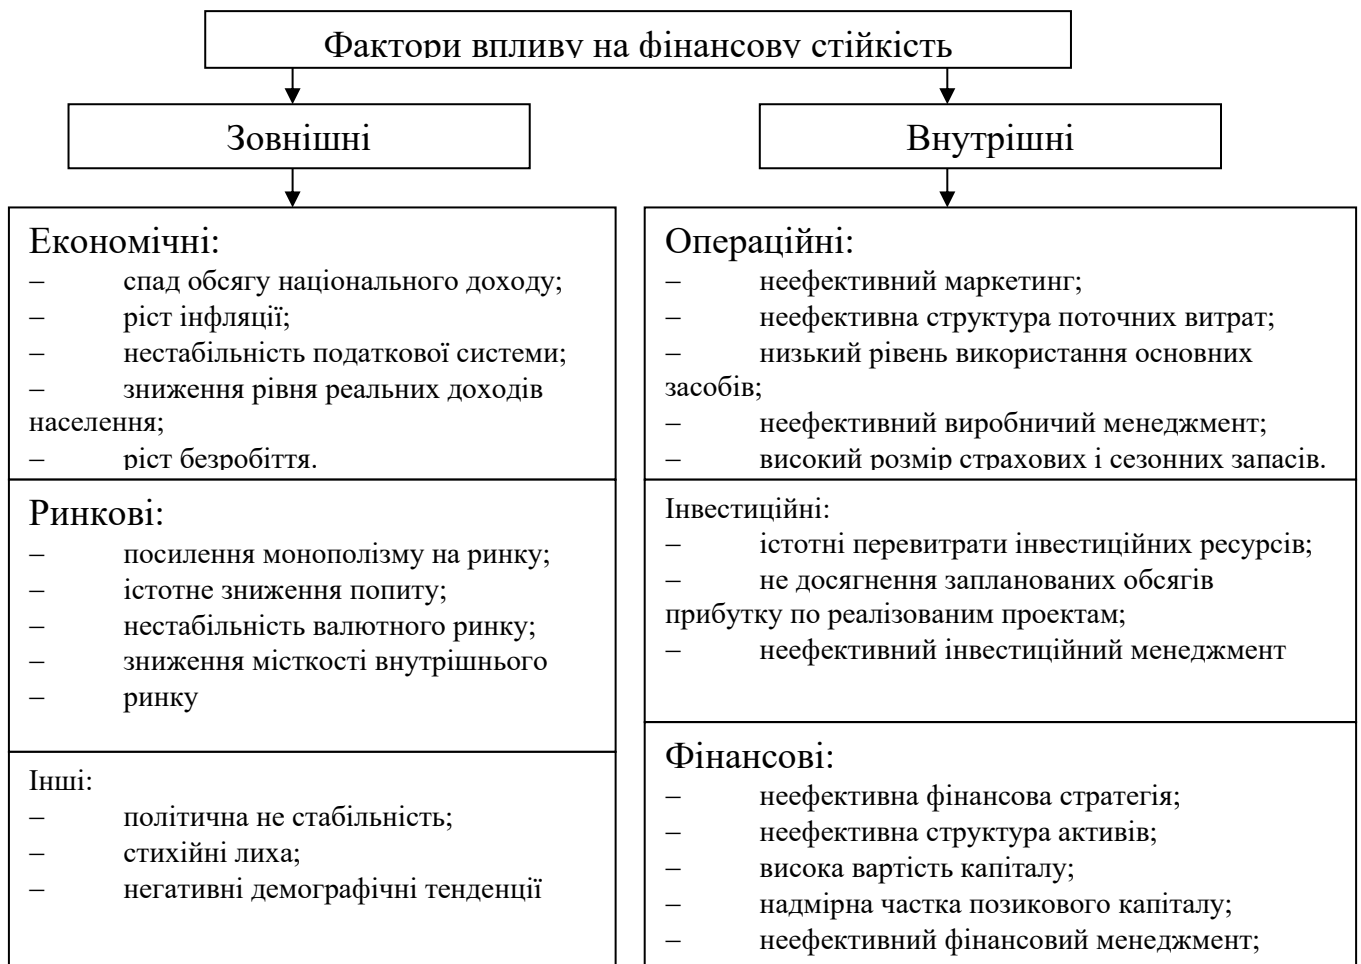 Фактори впливу на фінансову стійкість
Зовнішні
Внутрішні
Економічні:
– спад обсягу національного доходу;
– ріст інфляції;
– нестабільність податкової системи;
– зниження рівня реальних доходів
населення;
– ріст безробіття.
Ринкові:
– посилення монополізму на ринку;
– істотне зниження попиту;
– нестабільність валютного ринку;
– зниження місткості внутрішнього
– ринку
Інші:
– політична не стабільність;
– стихійні лиха;
– негативні демографічні тенденції
Операційні:
– неефективний маркетинг;
– неефективна структура поточних витрат;
– низький рівень використання основних
засобів;
– неефективний виробничий менеджмент;
– високий розмір страхових і сезонних запасів.
Інвестиційні:
– істотні перевитрати інвестиційних ресурсів;
– не досягнення запланованих обсягів
прибутку по реалізованим проектам;
– неефективний інвестиційний менеджмент
Фінансові:
– неефективна фінансова стратегія;
– неефективна структура активів;
– висока вартість капіталу;
– надмірна частка позикового капіталу;
– неефективний фінансовий менеджмент;